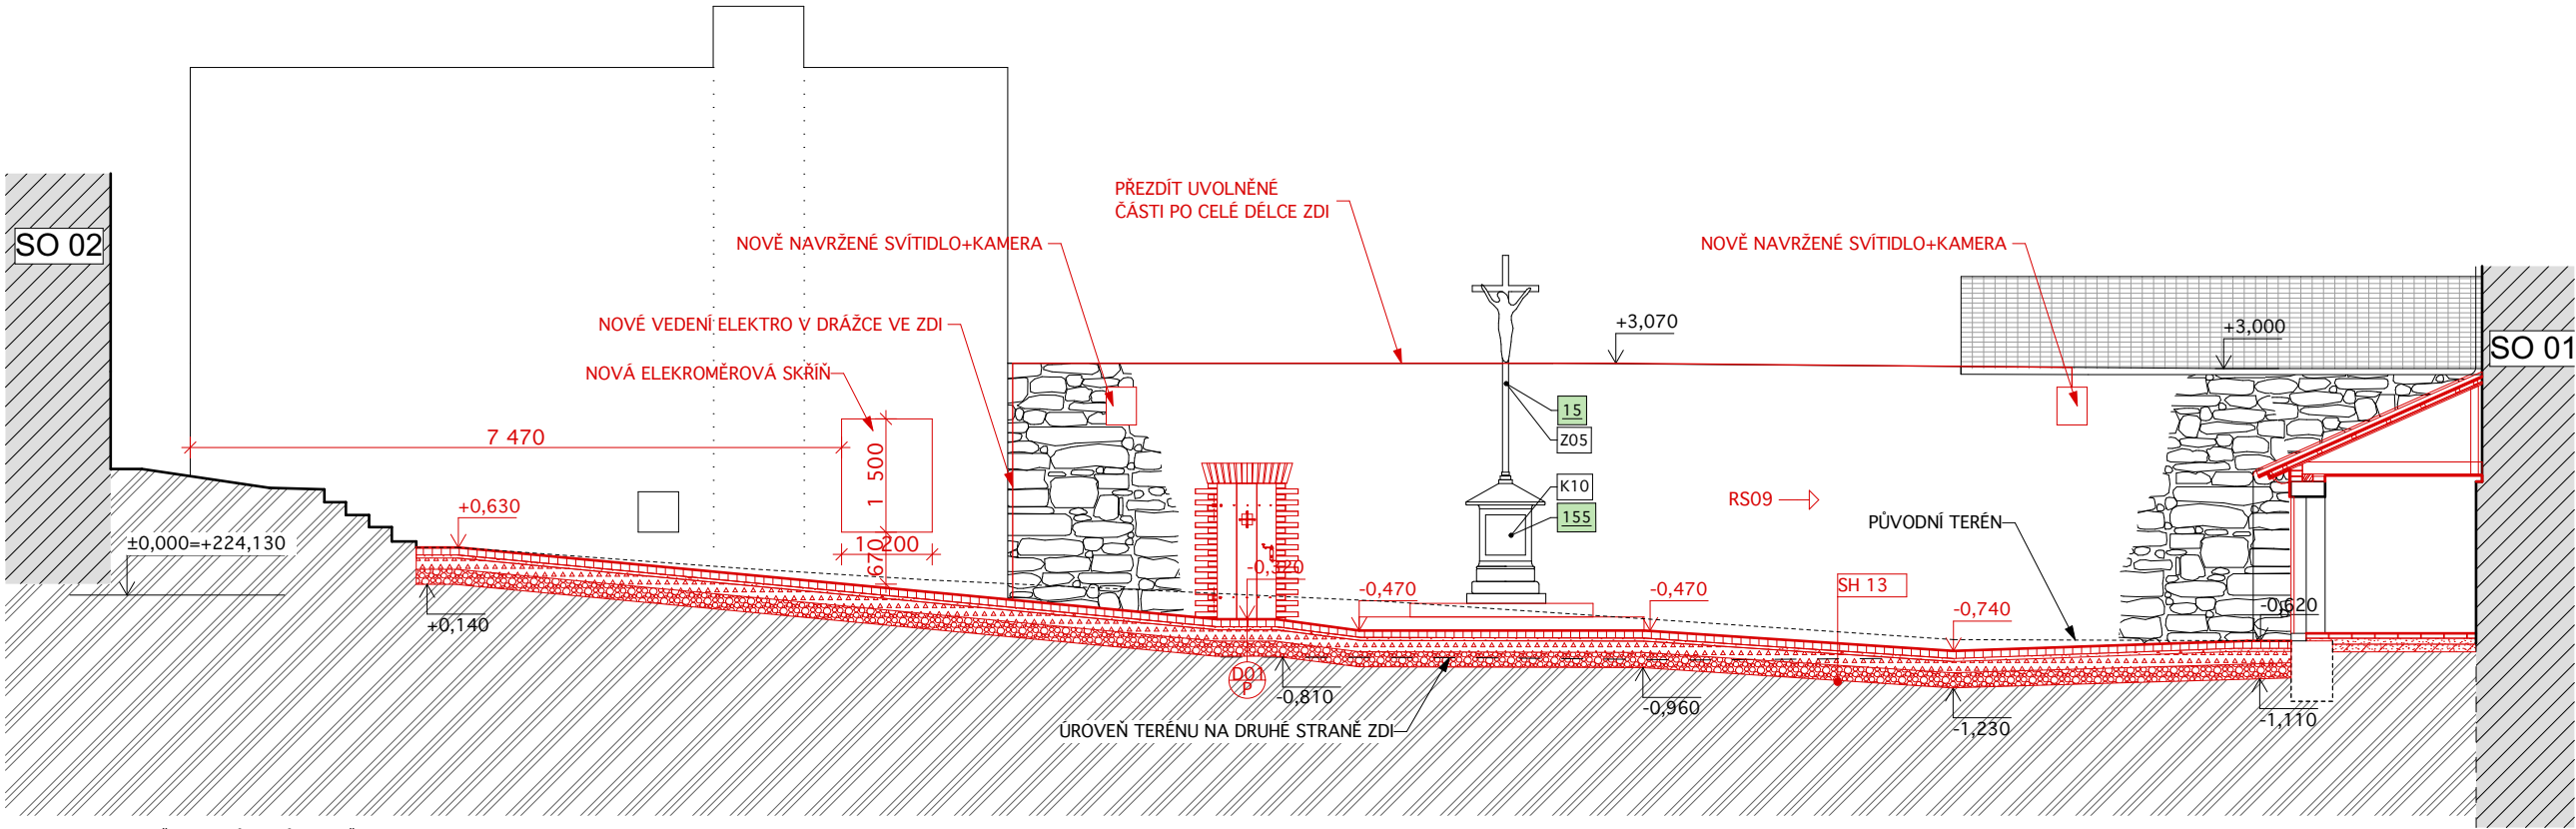 PŘEZDÍT UVOLNĚNÉ
ČÁSTI PO CELÉ DÉLCE ZDI
SO 02
NOVĚ NAVRŽENÉ SVÍTIDLO+KAMERA
NOVĚ NAVRŽENÉ SVÍTIDLO+KAMERA
NOVÉ VEDENÍ ELEKTRO V DRÁŽCE VE ZDI
+3,070
+3,000
SO 01
NOVÁ ELEKROMĚROVÁ SKŘÍŇ
15
Z05
7 470
1 500
K10
155
RS09
PŮVODNÍ TERÉN
+0,630
±0,000=+224,130
1 200
670
-0,320
-0,470
-0,470
SH 13
-0,740
-0,620
+0,140
D01
P
-0,810
-0,960
-1,230
-1,110
ÚROVEŇ TERÉNU NA DRUHÉ STRANĚ ZDI